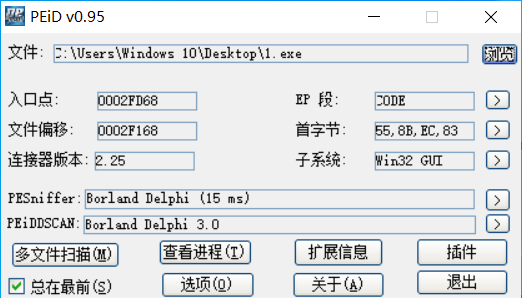 PEiD v0.95
文件: C:\Users\Windows 10\Desktop\1.exe 浏览
入口点: 0002FD68 EP 段: CODE >
文件偏移: 0002F168 首字节: 55,8B,EC,83 >
连接器版本: 2.25 子系统: Win32 GUI >
PESniffer: Borland Delphi (15 ms) >
PEiDDSCAN: Borland Delphi 3.0 >
多文件扫描(M) 查看进程(T) 扩展信息 插件
总在最前(S) 选项(O) 关于(A) 退出